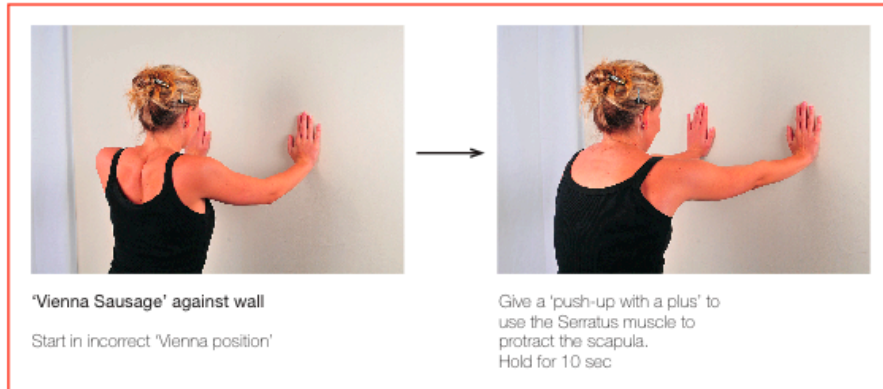 ‘Vienna Sausage’ against wall
Start in incorrect ‘Vienna position’
Give a ‘push-up with a plus’ to
use the Serratus muscle to
protract the scapula.
Hold for 10 sec